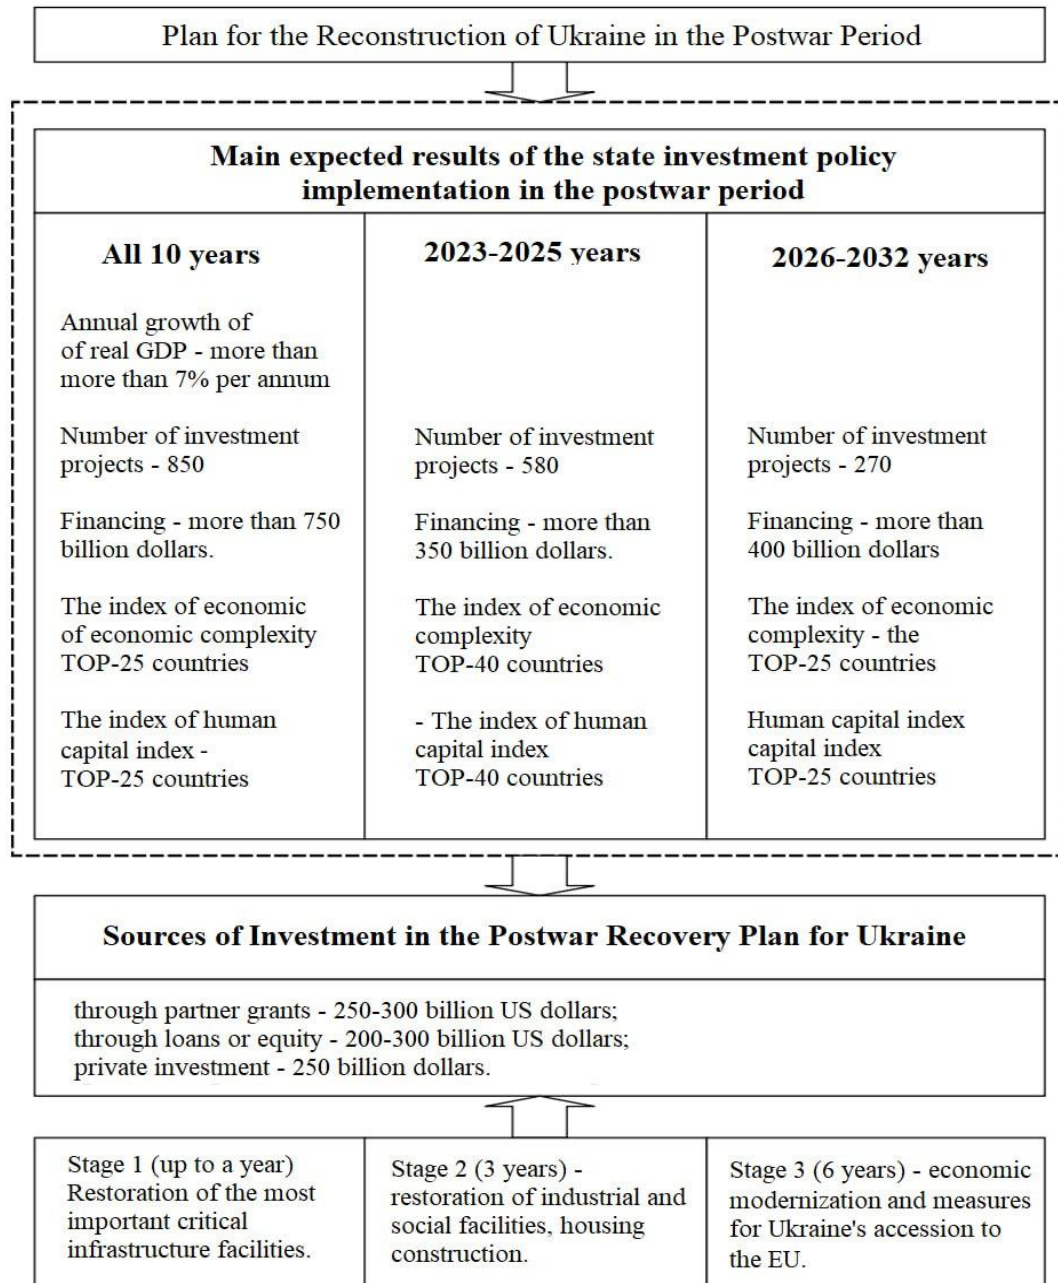 Plan for the Reconstruction of Ukraine in the Postwar Period
Main expected results of the state investment policy
implementation in the postwar period
All 10 years
Annual growth of
of real GDP - more than
more than 7% per annum
Number of investment
projects - 850
Financing - more than 750
billion dollars.
The index of economic
of economic complexity
TOP-25 countries
The index of human
capital index -
TOP-25 countries
2023-2025 years
Number of investment
projects - 580
Financing - more than
350 billion dollars.
The index of economic
complexity
TOP-40 countries
- The index of human
capital index
TOP-40 countries
2026-2032 years
Number of investment
projects - 270
Financing - more than
400 billion dollars
The index of economic
complexity - the
TOP-25 countries
Human capital index
capital index
TOP-25 countries
Sources of Investment in the Postwar Recovery Plan for Ukraine
through partner grants - 250-300 billion US dollars;
through loans or equity - 200-300 billion US dollars;
private investment - 250 billion dollars.
Stage 1 (up to a year)
Restoration of the most
important critical
infrastructure facilities.
Stage 2 (3 years) -
restoration of industrial and
social facilities, housing
construction.
Stage 3 (6 years) - economic
modernization and measures
for Ukraine's accession to
the EU.